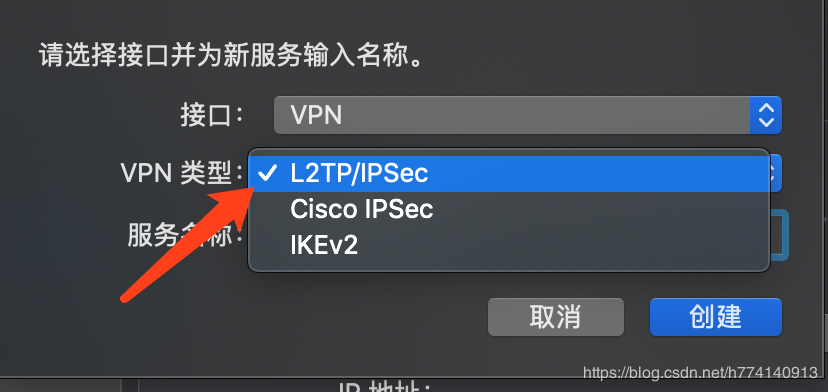 请选择接口并为新服务输入名称。
接口： VPN
VPN 类型： L2TP/IPSec
Cisco IPSec
服务名称：
IKEv2
取消 创建
IP 地址：
https://blog.csdn.net/h774140913